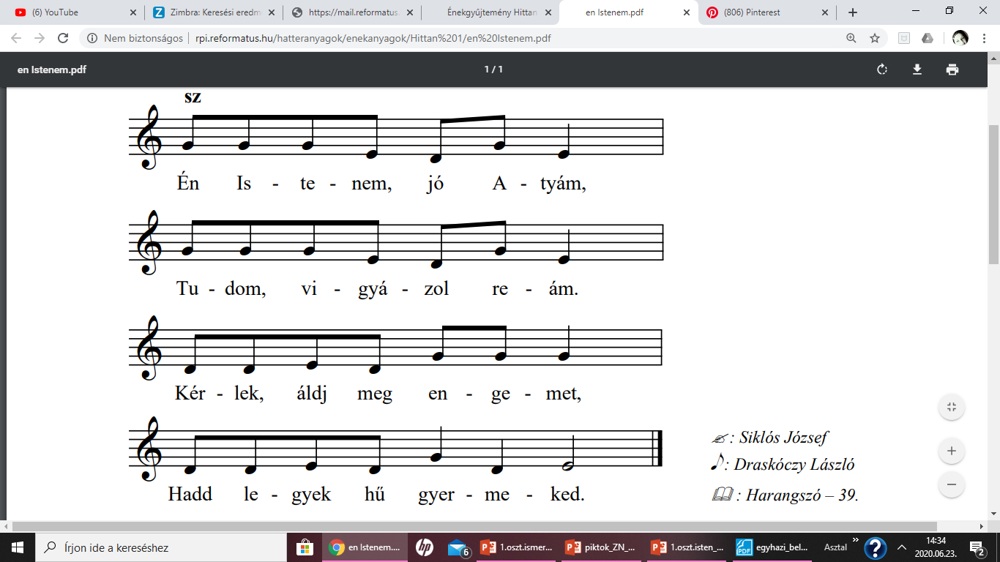 (6) YouTube
Zimbra: Keresési eredm
https://mail.reformatus.
Énekgyűjtemény Hittan
en Istenem.pdf
(806) Pinterest
Nem biztonságos | rpi.reformatus.hu/hatteranyagok/enekanyagok/Hittan%201/en%20Istenem.pdf
en Istenem.pdf
1 / 1
sz
Én Is - te - nem, jó A - tyám,
Tu - dom, vi - gyá - zol re - ám.
Kér - lek, áldj meg en - ge - met,
Hadd le - gyek hű gyer - me - ked.
: Siklós József
: Draskóczy László
: Harangszó – 39.
Írjon ide a kereséshez
en Istenem....
hp
6
1.oszt.ismer...
piktok_ZN_...
1.oszt.isten_...
PDF
egyhazi_bel...
Asztal
14:34
2020.06.23.
2